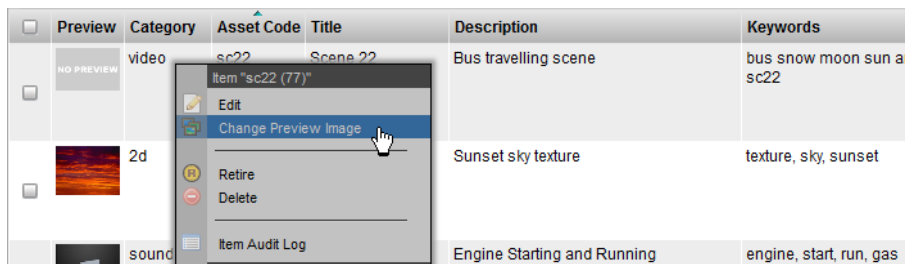 Preview Category Asset Code Title Description Keywords
NO PREVIEW video sc22 Scene 22 Bus travelling scene bus snow moon sun a
sc22
Item "sc22 (77)"
Edit
Change Preview Image
2d Sunset sky texture texture, sky, sunset
R Retire
Delete
Item Audit Log
sound Engine Starting and Running engine, start, run, gas